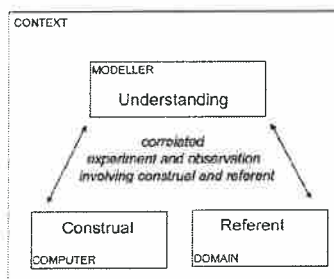 CONTEXT
MODELLER
Understanding
correlated
experiment and observation
involving construal and referent
Construal
COMPUTER
Referent
DOMAIN